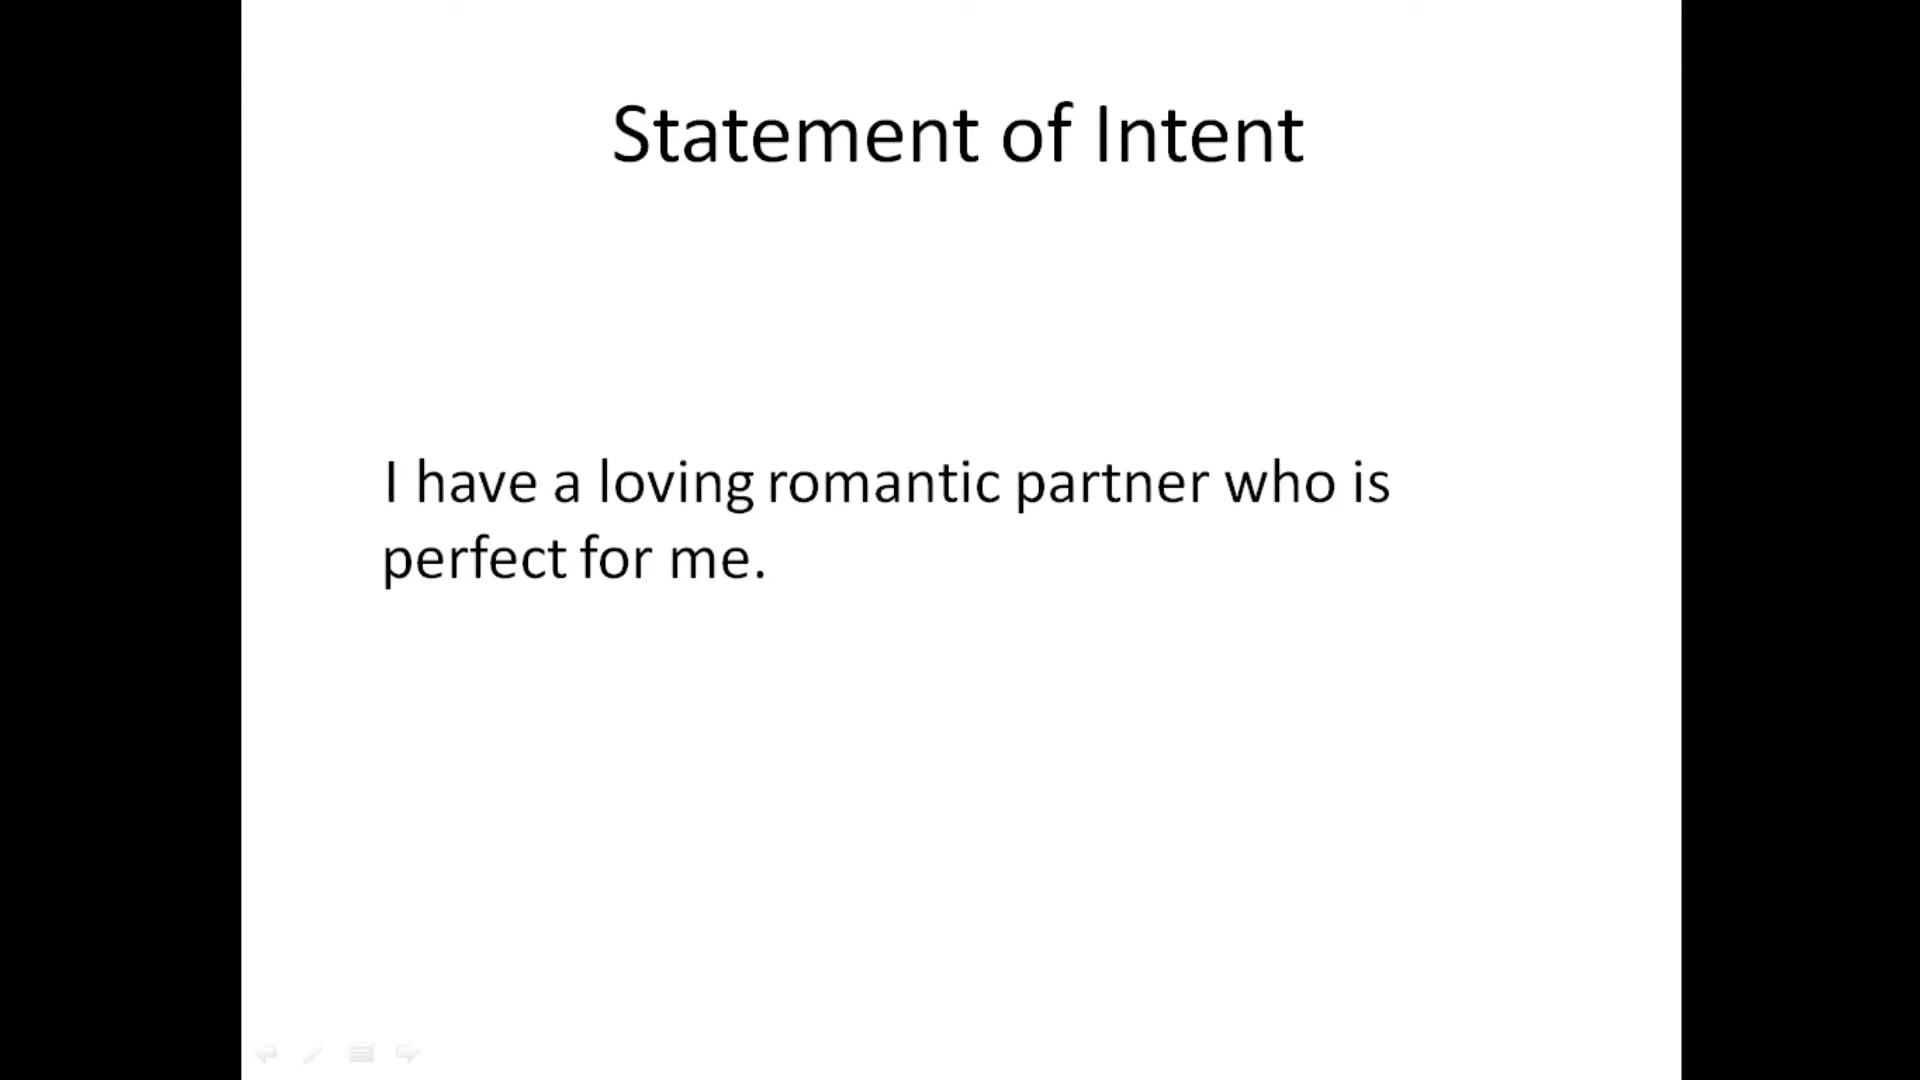 Statement of Intent
I have a loving romantic partner who is
perfect for me.